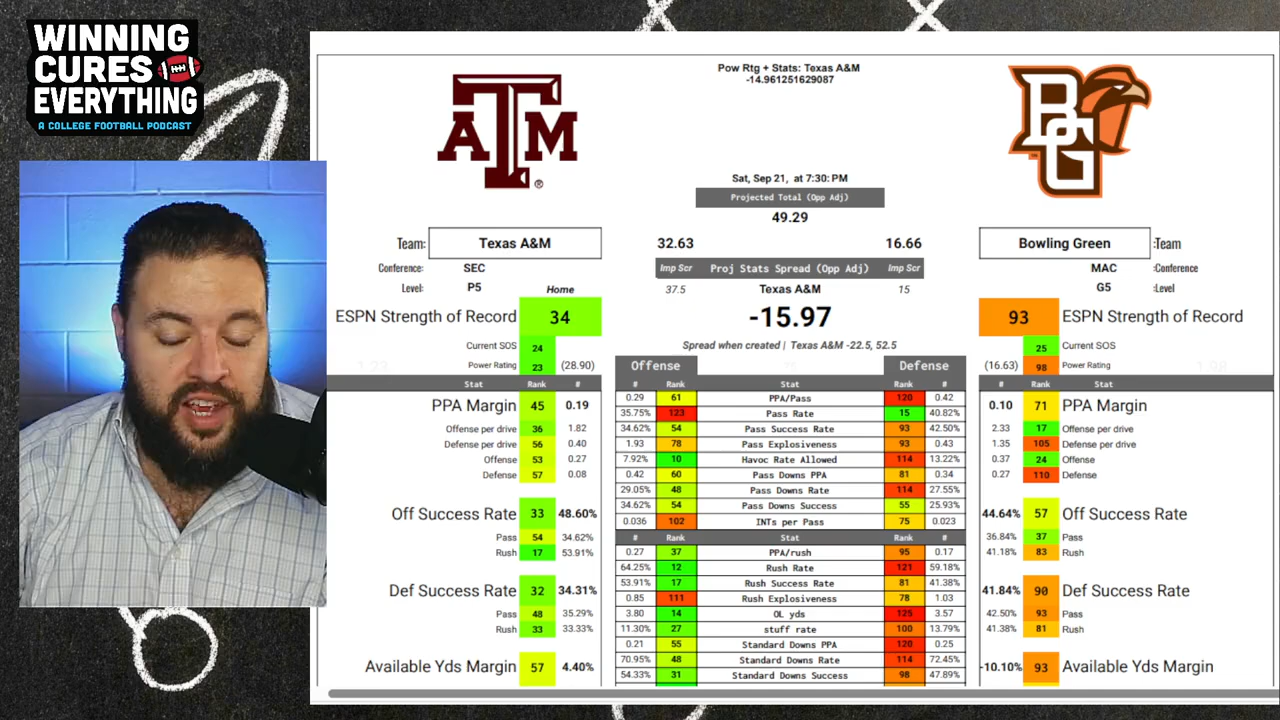 WINNING
CURES
EVERYTHING
A COLLEGE FOOTBALL PODCAST
Pow Rtg + Stats: Texas A&M
-14.961251629087
ATM ®
BG
Sat, Sep 21, at 7:30: PM
Projected Total (Opp Adj)
49.29
Team: Texas A&M 32.63 16.66 Bowling Green :Team
Conference: SEC Imp Scr Proj Stats Spread (Opp Adj) Imp Scr MAC :Conference
Level: P5 Home 37.5 Texas A&M 15 G5 :Level
ESPN Strength of Record 34 -15.97 93 ESPN Strength of Record
Current SOS 24 Spread when created | Texas A&M -22.5, 52.5 25 Current SOS
Power Rating 23 (28.90) Offense Defense (16.63) 98 Power Rating
Stat Rank # # Rank Stat Rank # # Rank Stat
PPA Margin 45 0.19 0.29 61 PPA/Pass 120 0.42 0.10 71 PPA Margin
35.75% 123 Pass Rate 15 40.82%
Offense per drive 36 1.82 34.62% 54 Pass Success Rate 93 42.50% 2.33 17 Offense per drive
Defense per drive 56 0.40 1.93 78 Pass Explosiveness 93 0.43 1.35 105 Defense per drive
Offense 53 0.27 7.92% 10 Havoc Rate Allowed 114 13.22% 0.37 24 Offense
Defense 57 0.08 0.42 60 Pass Downs PPA 81 0.34 0.27 110 Defense
29.05% 48 Pass Downs Rate 114 27.55%
Off Success Rate 33 48.60% 34.62% 54 Pass Downs Success 55 25.93% 44.64% 57 Off Success Rate
0.036 102 INTs per Pass 75 0.023
Pass 54 34.62% # Rank Stat Rank # 36.84% 37 Pass
Rush 17 53.91% 0.27 37 PPA/rush 95 0.17 41.18% 83 Rush
64.25% 12 Rush Rate 121 59.18%
53.91% 17 Rush Success Rate 81 41.38%
Def Success Rate 32 34.31% 0.85 111 Rush Explosiveness 78 1.03 41.84% 90 Def Success Rate
Pass 48 35.29% 3.80 14 OL yds 125 3.57 42.50% 93 Pass
Rush 33 33.33% 11.30% 27 stuff rate 100 13.79% 41.38% 81 Rush
0.21 55 Standard Downs PPA 120 0.25
Available Yds Margin 57 4.40% 70.95% 48 Standard Downs Rate 114 72.45% -10.10% 93 Available Yds Margin
54.33% 31 Standard Downs Success 98 47.89%